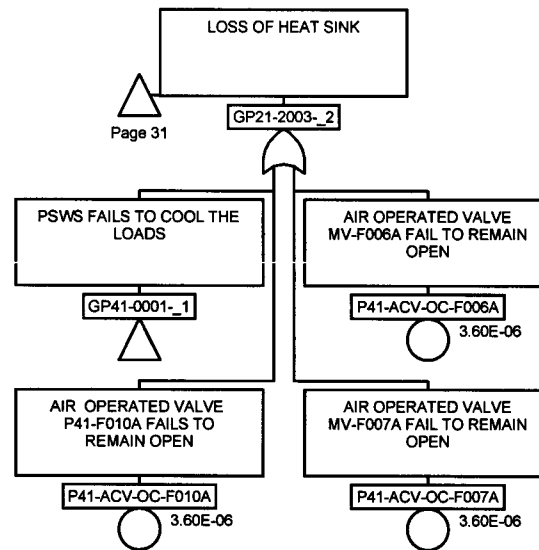 LOSS OF HEAT SINK
Page 31
GP21-2003-_2
PSWS FAILS TO COOL THE
LOADS
GP41-0001-_1
AIR OPERATED VALVE
MV-F006A FAIL TO REMAIN
OPEN
P41-ACV-OC-F006A
3.60E-06
AIR OPERATED VALVE
P41-F010A FAILS TO
REMAIN OPEN
P41-ACV-OC-F010A
3.60E-06
AIR OPERATED VALVE
MV-F007A FAIL TO REMAIN
OPEN
P41-ACV-OC-F007A
3.60E-06